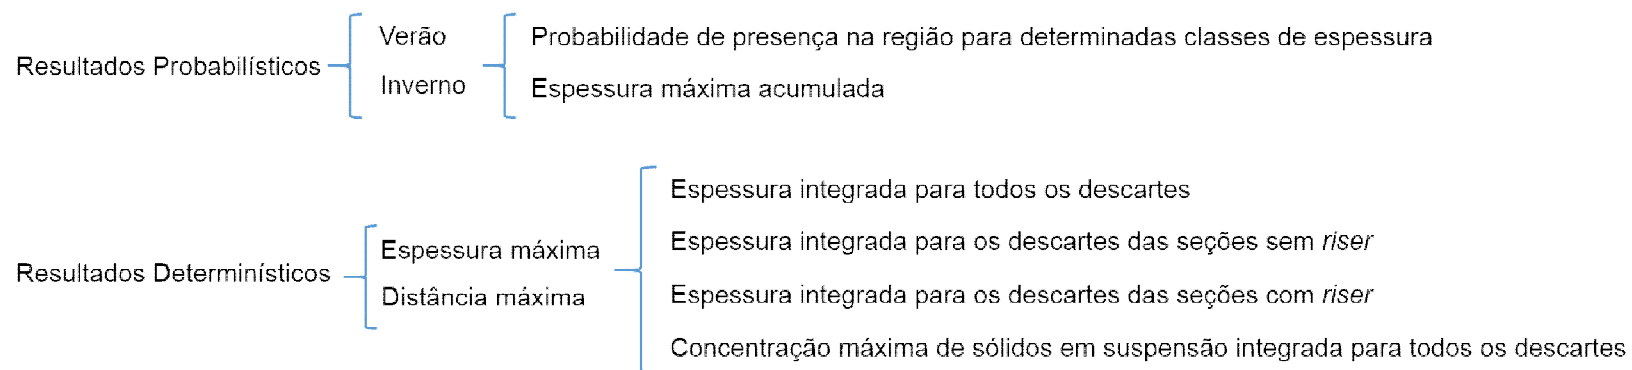 Resultados Probabilísticos
Verão
Inverno
Probabilidade de presença na região para determinadas classes de espessura
Espessura máxima acumulada
Resultados Determinísticos
Espessura máxima
Distância máxima
Espessura integrada para todos os descartes
Espessura integrada para os descartes das seções sem riser
Espessura integrada para os descartes das seções com riser
Concentração máxima de sólidos em suspensão integrada para todos os descartes